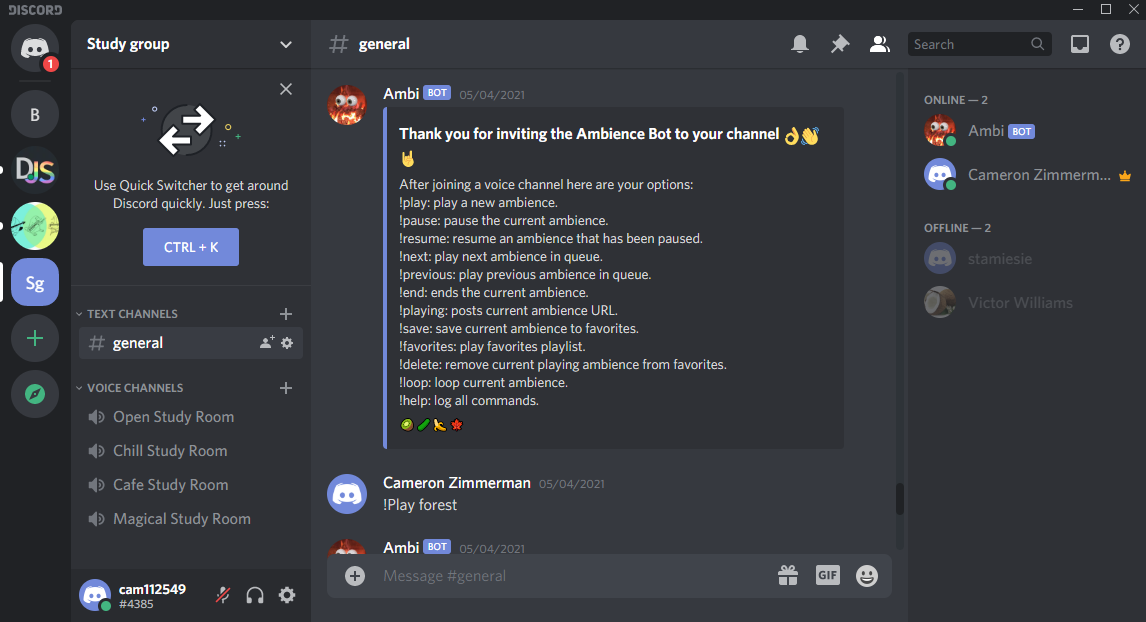 DISCORD
1
B
DJS
Sg
Study group
Use Quick Switcher to get around
Discord quickly. Just press:
CTRL + K
TEXT CHANNELS
# general
VOICE CHANNELS
Open Study Room
Chill Study Room
Cafe Study Room
Magical Study Room
cam112549
#4385
# general
Search
Ambi BOT 05/04/2021
Thank you for inviting the Ambience Bot to your channel 👌👋
🤘
After joining a voice channel here are your options:
!play: play a new ambience.
!pause: pause the current ambience.
!resume: resume an ambience that has been paused.
!next: play next ambience in queue.
!previous: play previous ambience in queue.
!end: ends the current ambience.
!playing: posts current ambience URL.
!save: save current ambience to favorites.
!favorites: play favorites playlist.
!delete: remove current playing ambience from favorites.
!loop: loop current ambience.
!help: log all commands.
🥝🥒🍌🍁
Cameron Zimmerman 05/04/2021
!Play forest
Ambi BOT 05/04/2021
Message #general
GIF
ONLINE — 2
Ambi BOT
Cameron Zimmerm...
OFFLINE — 2
stamiesie
Victor Williams